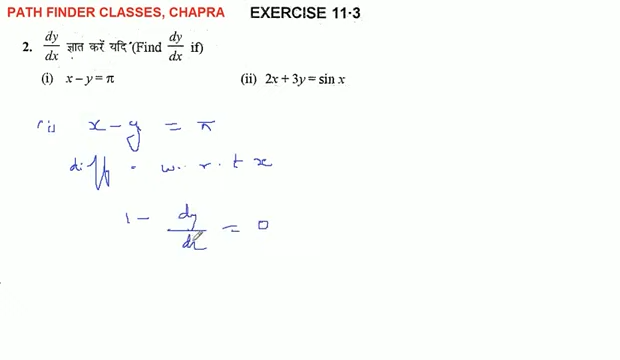 PATH FINDER CLASSES, CHAPRA EXERCISE 11·3
2. dy/dx ज्ञात करें यदि (Find dy/dx if)
(i) x – y = π (ii) 2x + 3y = sin x
(i) x – y = π
diff. w.r.t x
1 – dy/dx = 0